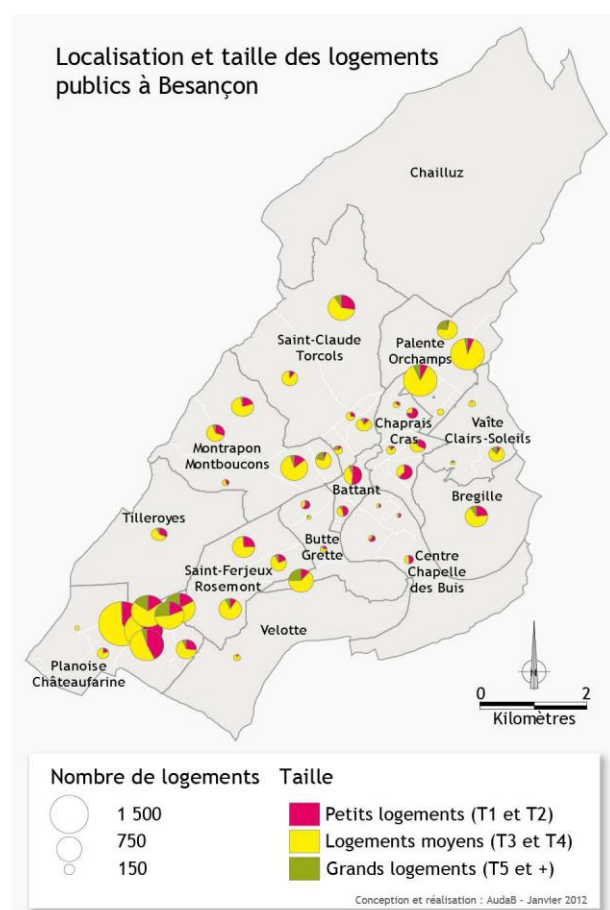 Localisation et taille des logements
publics à Besançon
Chailluz
Saint-Claude
Torcols
Palente
Orchamps
Chaprais
Cras
Vaîte
Clairs-Soleils
Montrapon
Montboucons
Battant
Bregille
Tilleroyes
Butte
Grette
Saint-Ferjeux
Rosemont
Centre
Chapelle
des Buis
Velotte
Planoise
Châteaufarine
N
0 2
Kilomètres
Nombre de logements
1 500
750
150
Taille
Petits logements (T1 et T2)
Logements moyens (T3 et T4)
Grands logements (T5 et +)
Conception et réalisation : AudaB - Janvier 2012